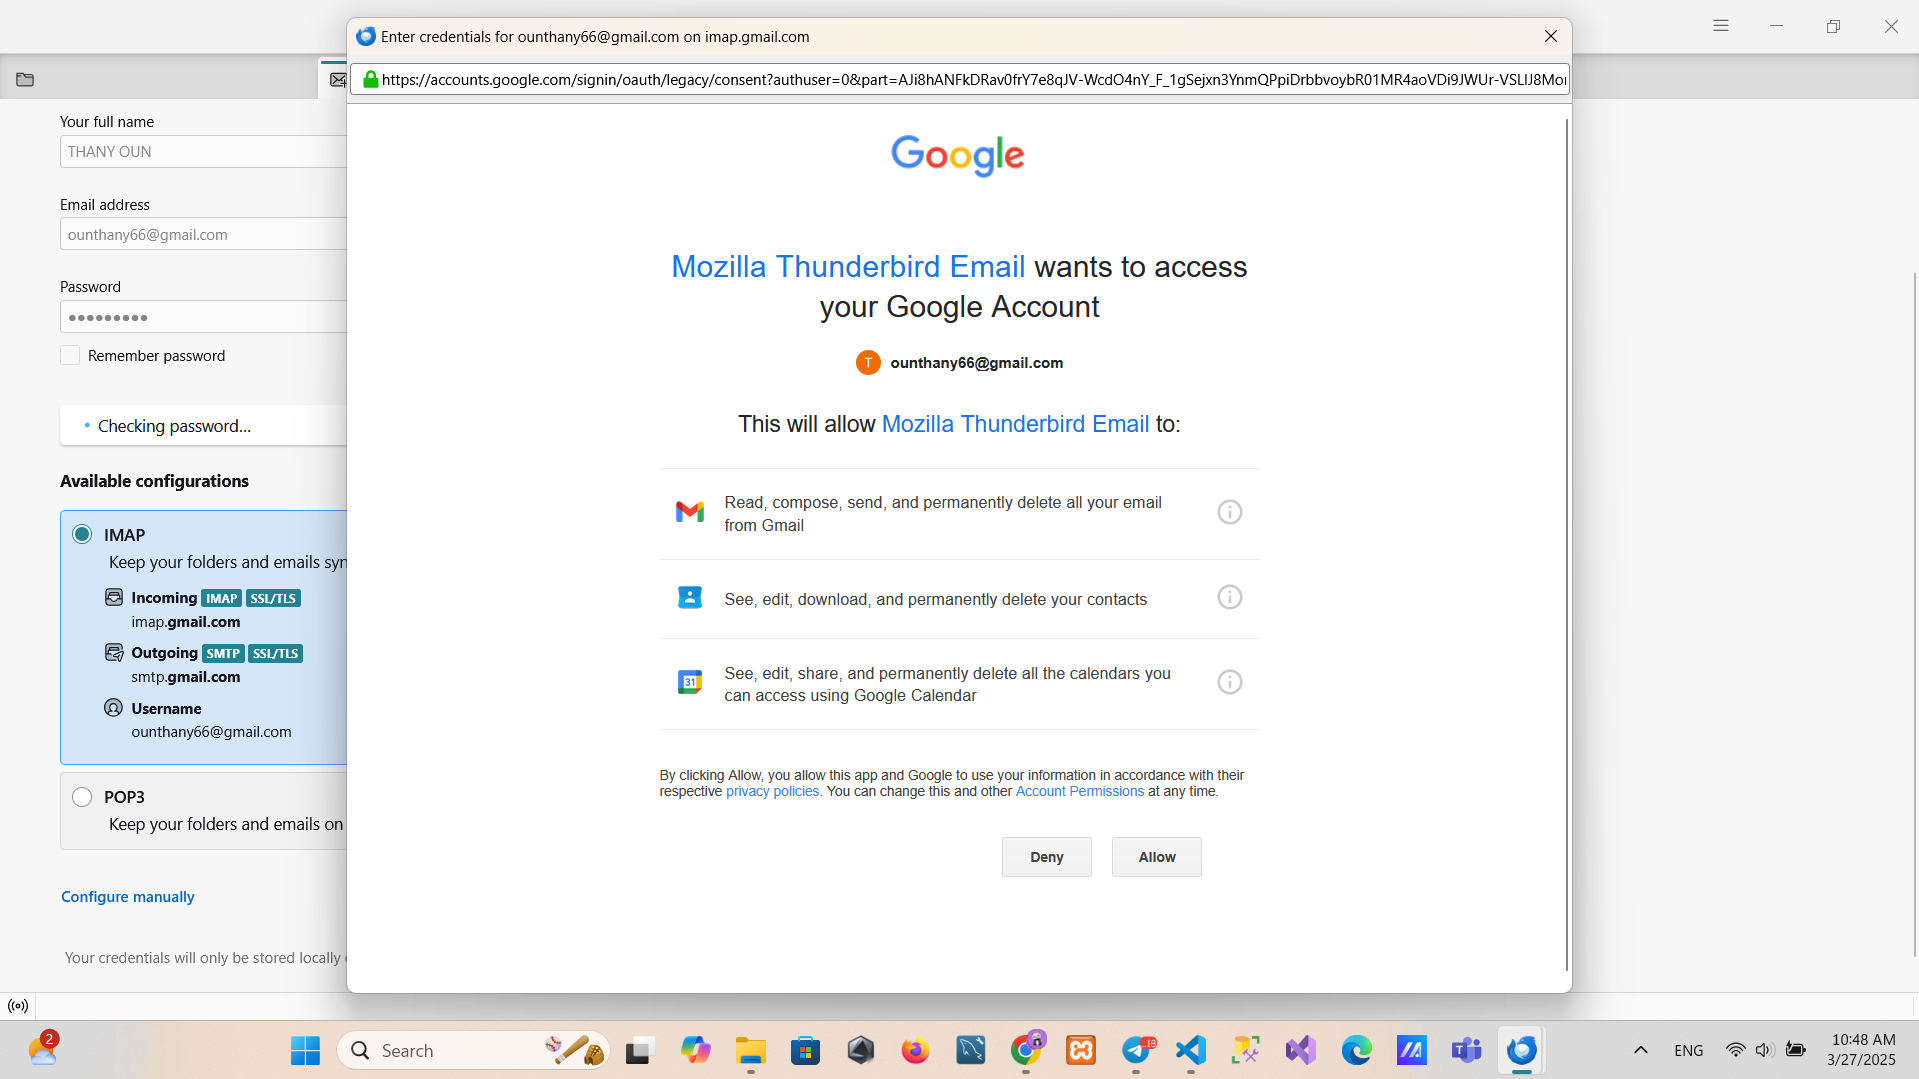 Enter credentials for ounthany66@gmail.com on imap.gmail.com
https://accounts.google.com/signin/oauth/legacy/consent?authuser=0&part=AJi8hANFkDRav0frY7e8qJV-WcdO4nY_F_1gSejxn3YnmQPpiDrbbvoybR01MR4aoVDi9JWUr-VSLlJ8Mo
Your full name
THANY OUN
Email address
ounthany66@gmail.com
Password
Remember password
Checking password...
Available configurations
IMAP
Keep your folders and emails syn
Incoming IMAP SSL/TLS
imap.gmail.com
Outgoing SMTP SSL/TLS
smtp.gmail.com
Username
ounthany66@gmail.com
POP3
Keep your folders and emails on
Configure manually
Your credentials will only be stored locally
Google
Mozilla Thunderbird Email wants to access
your Google Account
T ounthany66@gmail.com
This will allow Mozilla Thunderbird Email to:
Read, compose, send, and permanently delete all your email
from Gmail
See, edit, download, and permanently delete your contacts
31
See, edit, share, and permanently delete all the calendars you
can access using Google Calendar
By clicking Allow, you allow this app and Google to use your information in accordance with their
respective privacy policies. You can change this and other Account Permissions at any time.
Deny Allow
2
Search
18
ENG
10:48 AM
3/27/2025